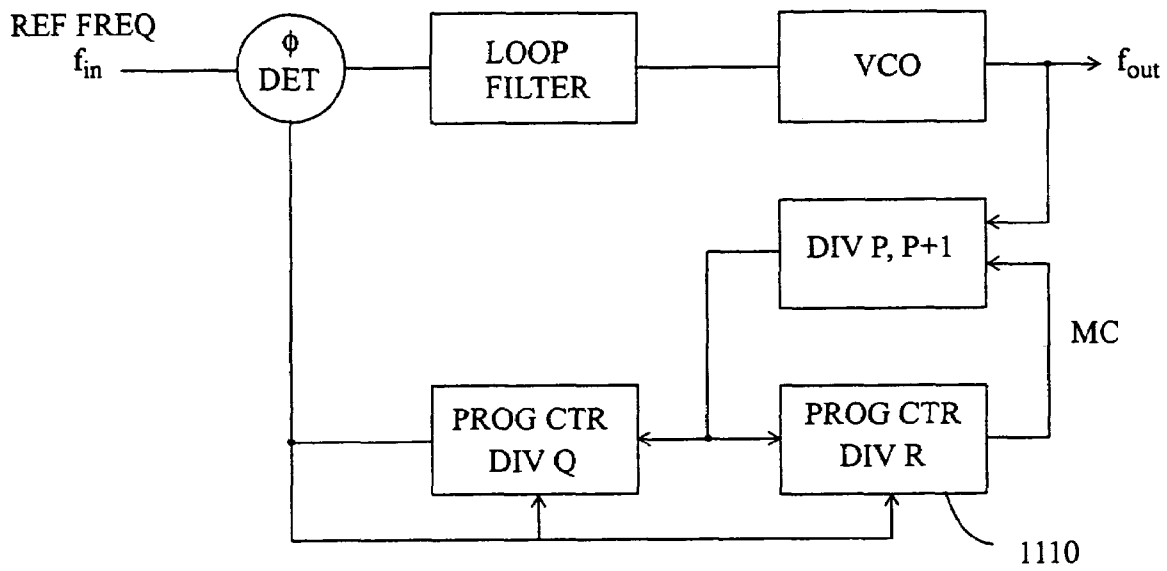 REF FREQ
f_in
ϕ
DET
LOOP
FILTER
VCO
f_out
DIV P, P+1
MC
PROG CTR
DIV Q
PROG CTR
DIV R
1110